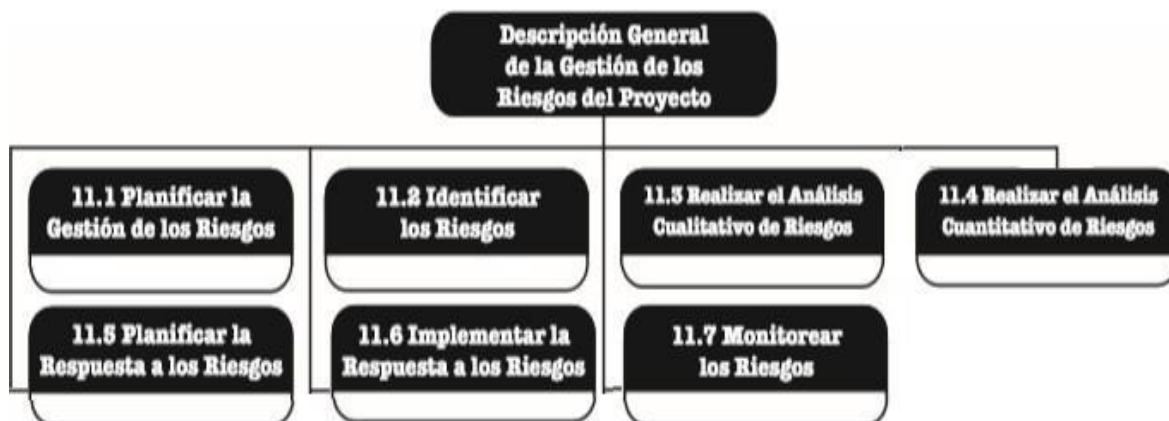 Descripción General
de la Gestión de los
Riesgos del Proyecto
11.1 Planificar la
Gestión de los Riesgos
11.2 Identificar
los Riesgos
11.3 Realizar el Análisis
Cualitativo de Riesgos
11.4 Realizar el Análisis
Cuantitativo de Riesgos
11.5 Planificar la
Respuesta a los Riesgos
11.6 Implementar la
Respuesta a los Riesgos
11.7 Monitorear
los Riesgos